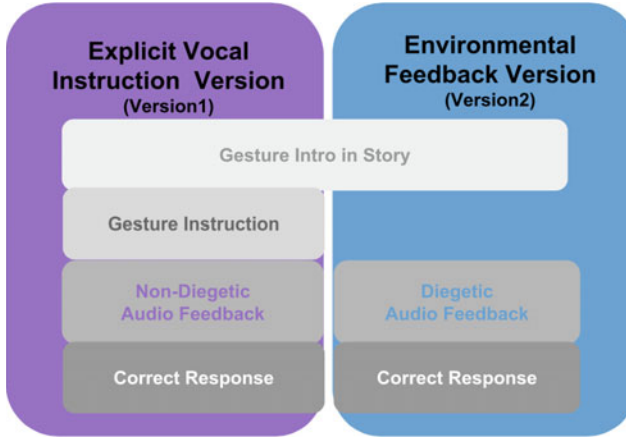 Explicit Vocal
Instruction Version
(Version1)
Environmental
Feedback Version
(Version2)
Gesture Intro in Story
Gesture Instruction
Non-Diegetic
Audio Feedback
Diegetic
Audio Feedback
Correct Response
Correct Response